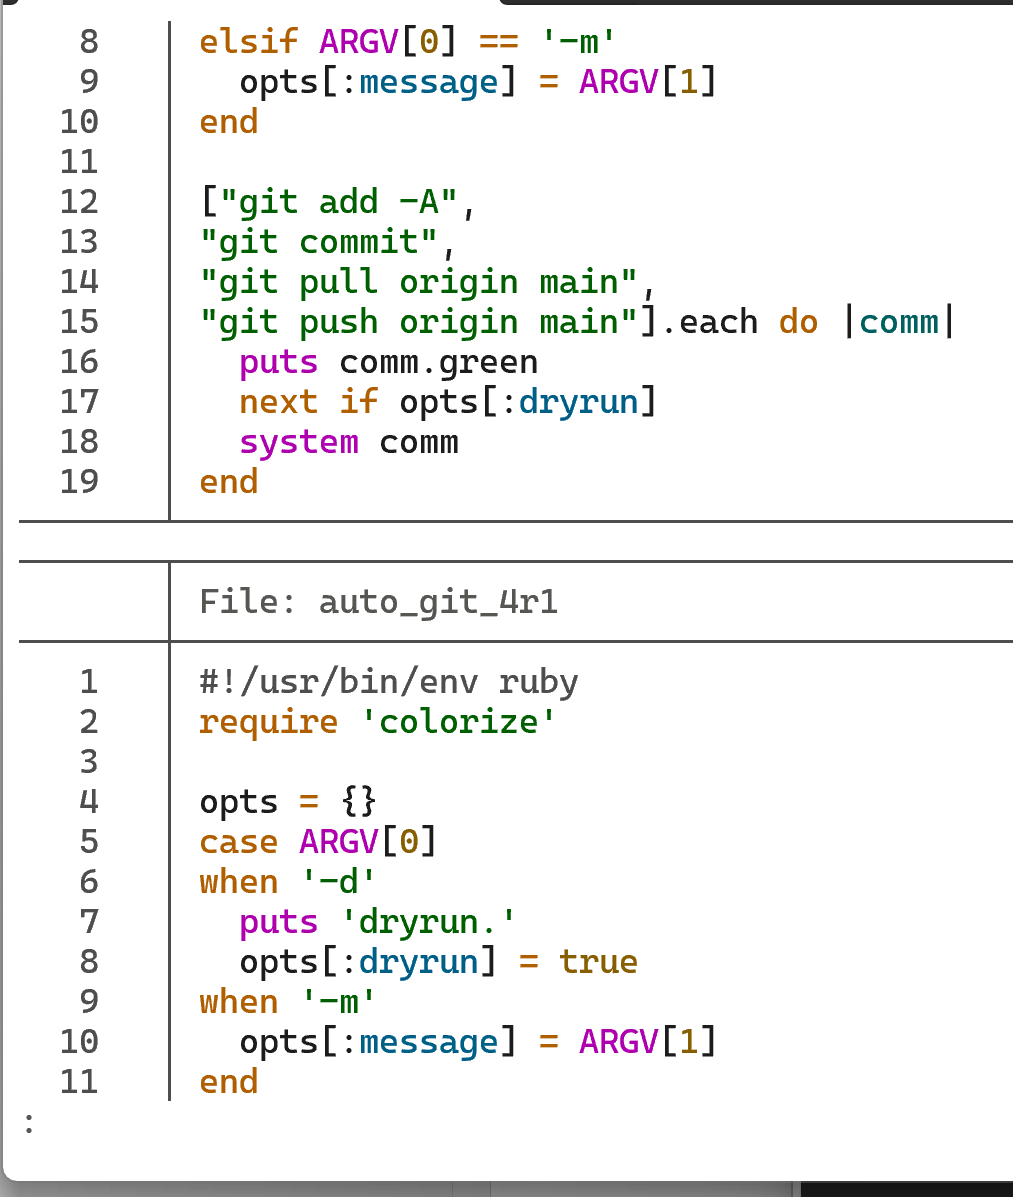 8 elsif ARGV[0] == '-m'
9   opts[:message] = ARGV[1]
10 end
11
12 ["git add -A",
13 "git commit",
14 "git pull origin main",
15 "git push origin main"].each do |comm|
16   puts comm.green
17   next if opts[:dryrun]
18   system comm
19 end
File: auto_git_4r1
1 #!/usr/bin/env ruby
2 require 'colorize'
3
4 opts = {}
5 case ARGV[0]
6 when '-d'
7   puts 'dryrun.'
8   opts[:dryrun] = true
9 when '-m'
10   opts[:message] = ARGV[1]
11 end
: